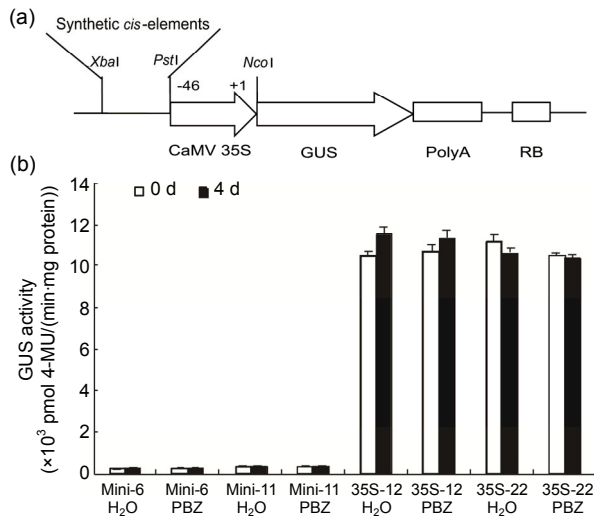 (a)
Synthetic cis-elements
XbaI
PstI
NcoI
-46
+1
CaMV 35S
GUS
PolyA
RB
(b)
GUS activity
(×10³ pmol 4-MU/(min·mg protein))
14
12
10
8
6
4
2
0
0 d
4 d
Mini-6
H₂O
Mini-6
PBZ
Mini-11
H₂O
Mini-11
PBZ
35S-12
H₂O
35S-12
PBZ
35S-22
H₂O
35S-22
PBZ